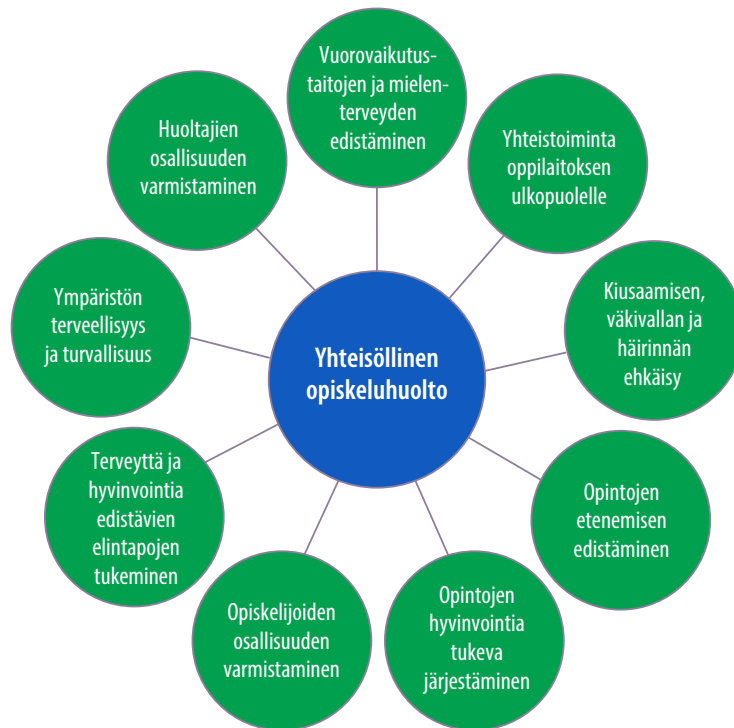 Vuorovaikutus-
taitojen ja mielen-
terveyden
edistäminen
Yhteistoiminta
oppilaitoksen
ulkopuolelle
Kiusaamisen,
väkivallan ja
häirinnän
ehkäisy
Opintojen
etenemisen
edistäminen
Opintojen
hyvinvointia
tukeva
järjestäminen
Opiskelijoiden
osallisuuden
varmistaminen
Terveyttä ja
hyvinvointia
edistävien
elintapojen
tukeminen
Ympäristön
terveellisyys
ja turvallisuus
Huoltajien
osallisuuden
varmistaminen
Yhteisöllinen
opiskeluhuolto